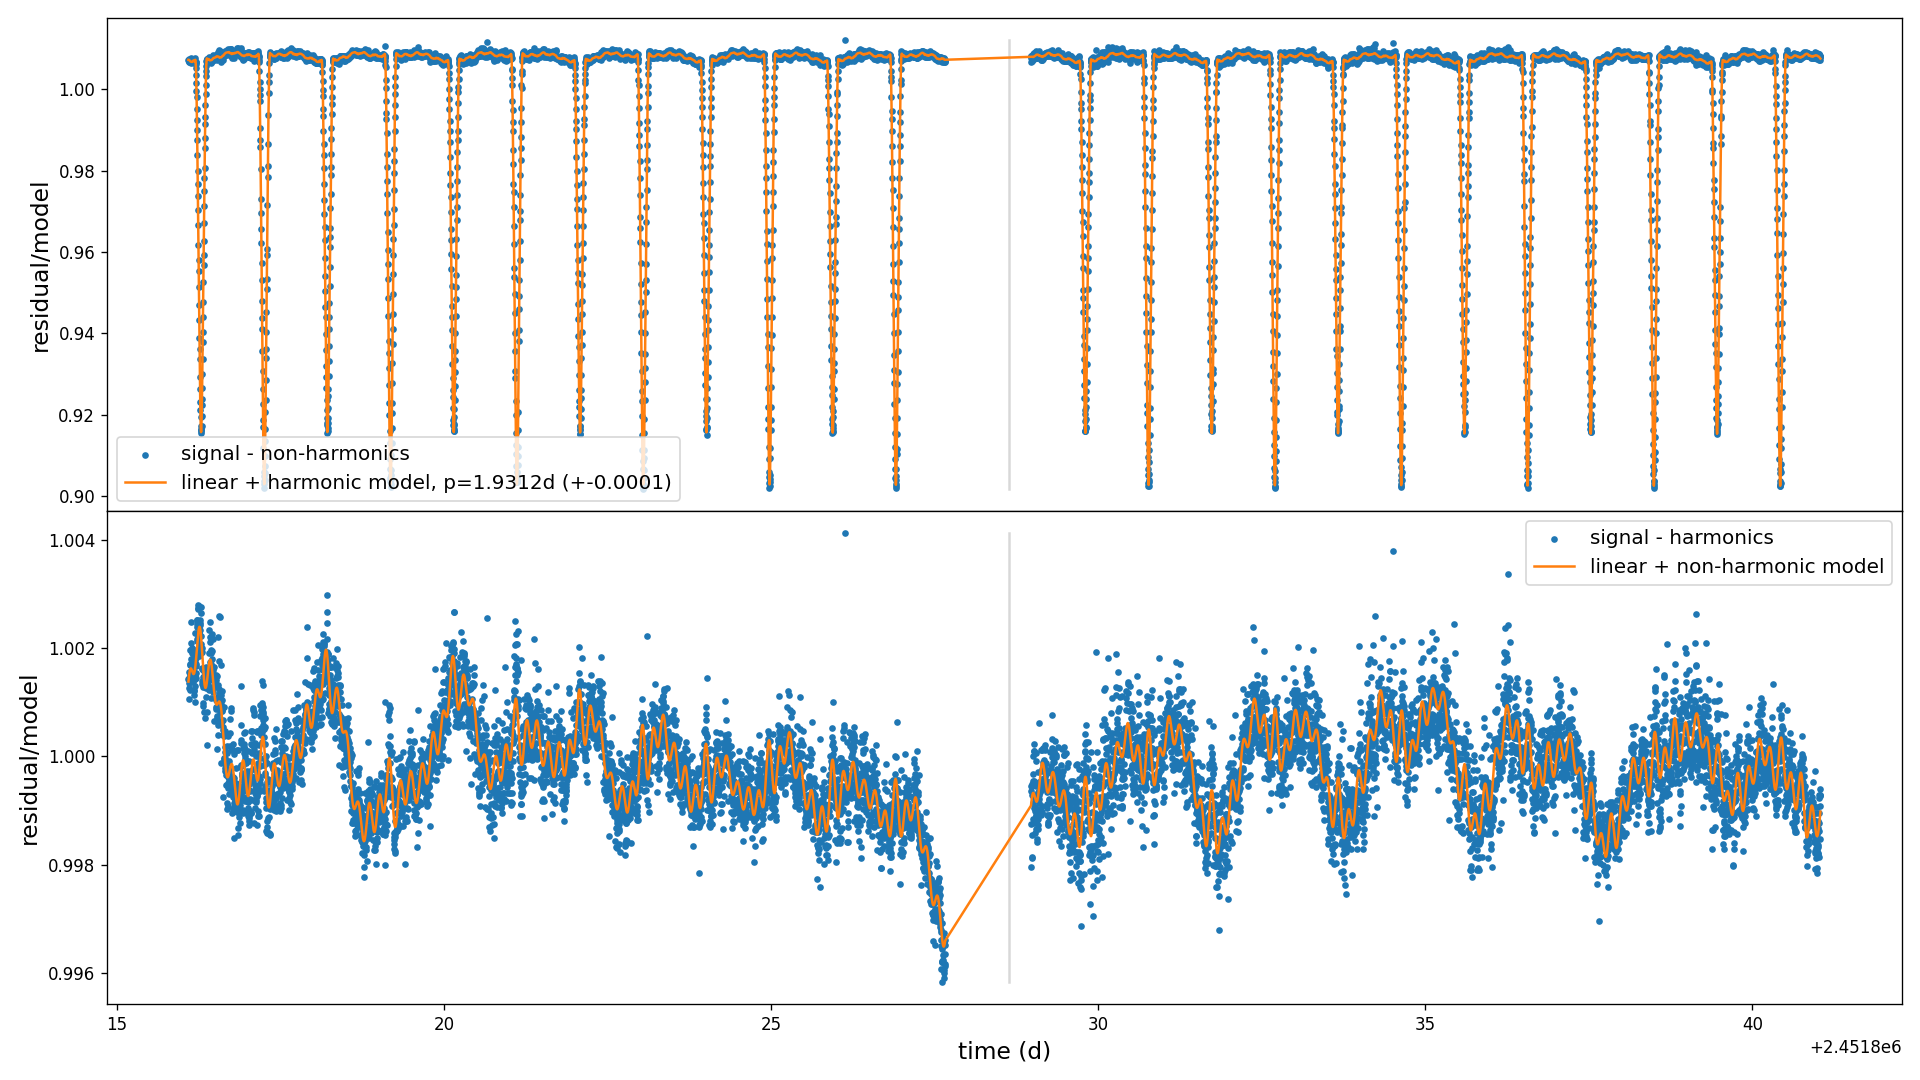 1.00
0.98
0.96
0.94
0.92
0.90
residual/model
signal - non-harmonics
linear + harmonic model, p=1.9312d (+-0.0001)
1.004
1.002
1.000
0.998
0.996
residual/model
signal - harmonics
linear + non-harmonic model
15
20
25
30
35
40
time (d)
+2.4518e6